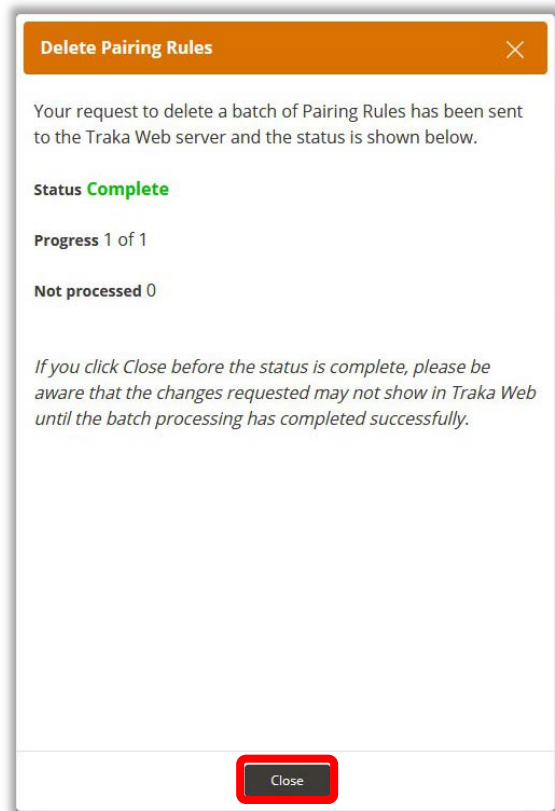 Delete Pairing Rules
Your request to delete a batch of Pairing Rules has been sent
to the Traka Web server and the status is shown below.
Status Complete
Progress 1 of 1
Not processed 0
If you click Close before the status is complete, please be
aware that the changes requested may not show in Traka Web
until the batch processing has completed successfully.
Close